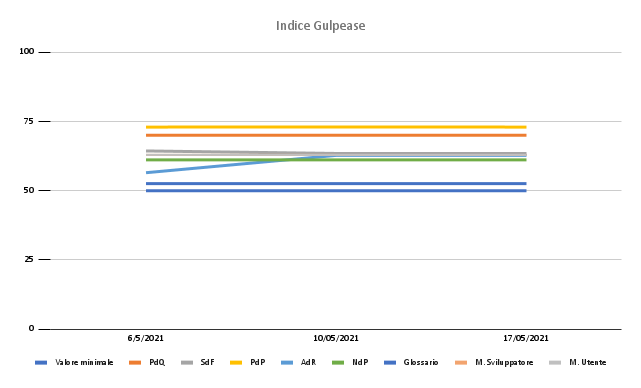 Indice Gulpease
100
75
50
25
0
6/5/2021 10/05/2021 17/05/2021
Valore minimale PdQ SdF PdP AdR NdP Glossario M. Sviluppatore M. Utente